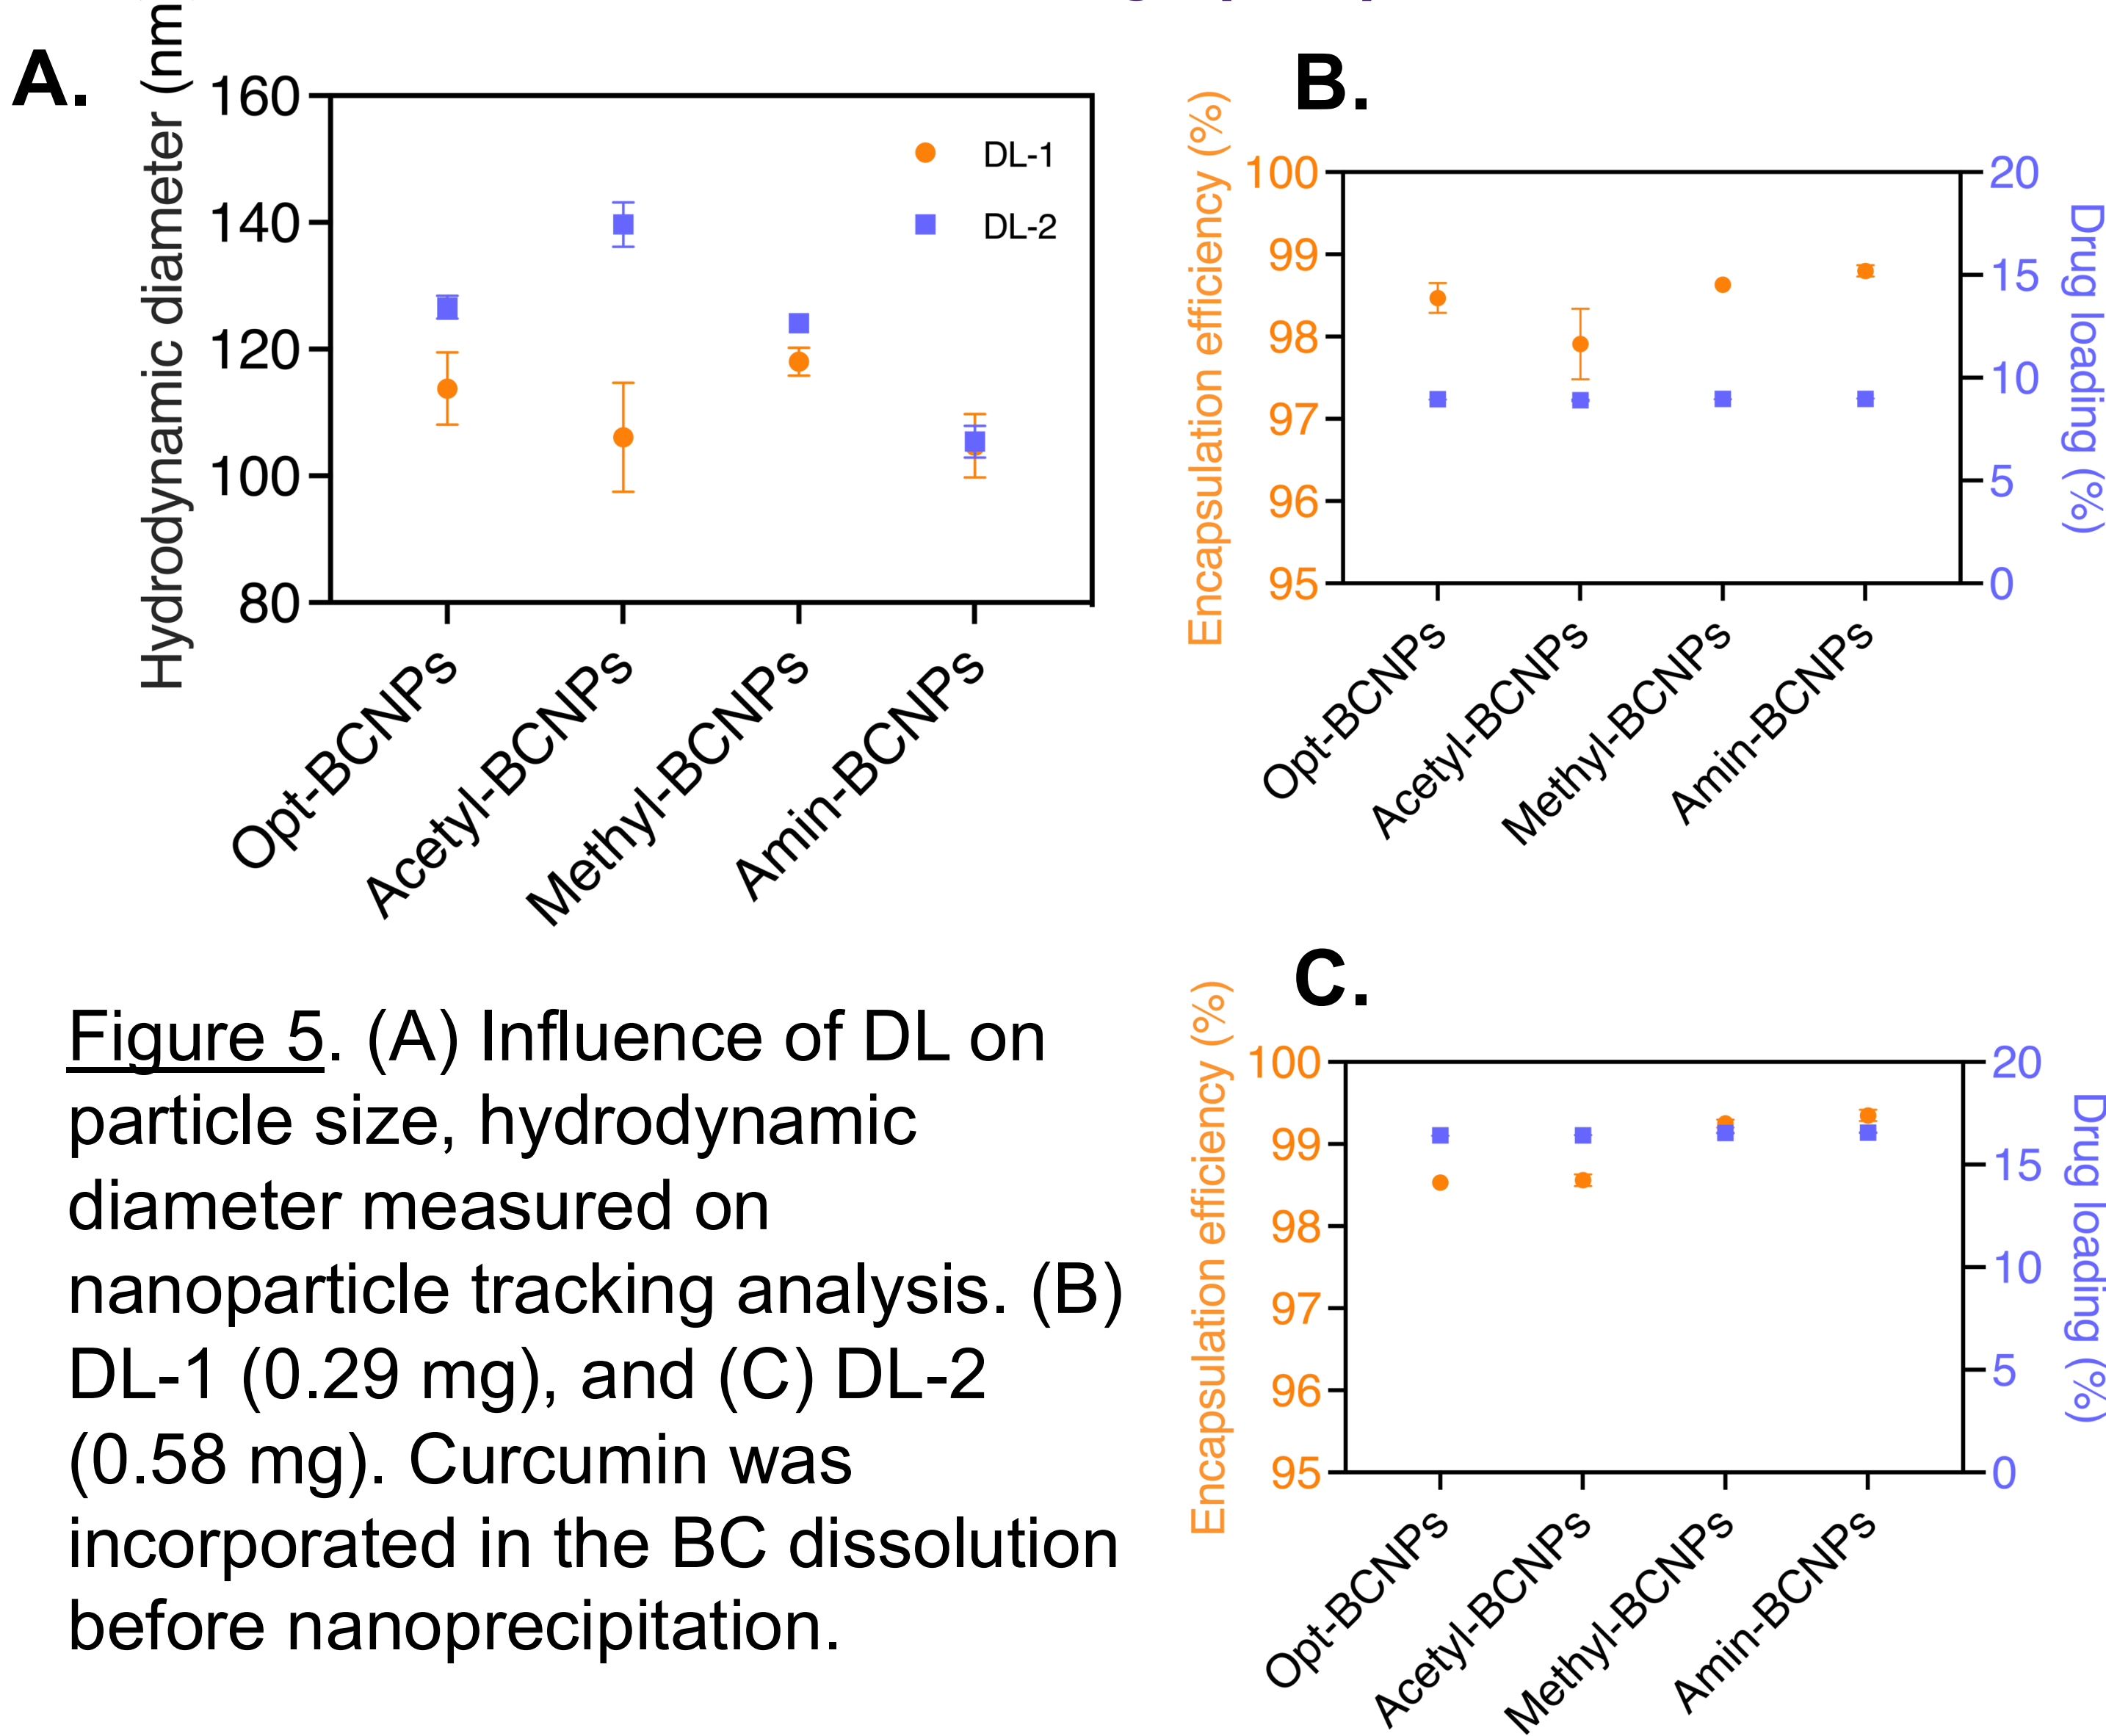 A.
Hydrodynamic diameter (nm
160
140
120
100
80
DL-1
DL-2
Opt-BCNPs
Acetyl-BCNPs
Methyl-BCNPs
Amin-BCNPs
B.
Encapsulation efficiency (%)
100
99
98
97
96
95
20
15
10
5
0
Drug loading (%)
Opt-BCNPs
Acetyl-BCNPs
Methyl-BCNPs
Amin-BCNPs
C.
Encapsulation efficiency (%)
100
99
98
97
96
95
20
15
10
5
0
Drug loading (%)
Opt-BCNPs
Acetyl-BCNPs
Methyl-BCNPs
Amin-BCNPs
Figure 5. (A) Influence of DL on
particle size, hydrodynamic
diameter measured on
nanoparticle tracking analysis. (B)
DL-1 (0.29 mg), and (C) DL-2
(0.58 mg). Curcumin was
incorporated in the BC dissolution
before nanoprecipitation.